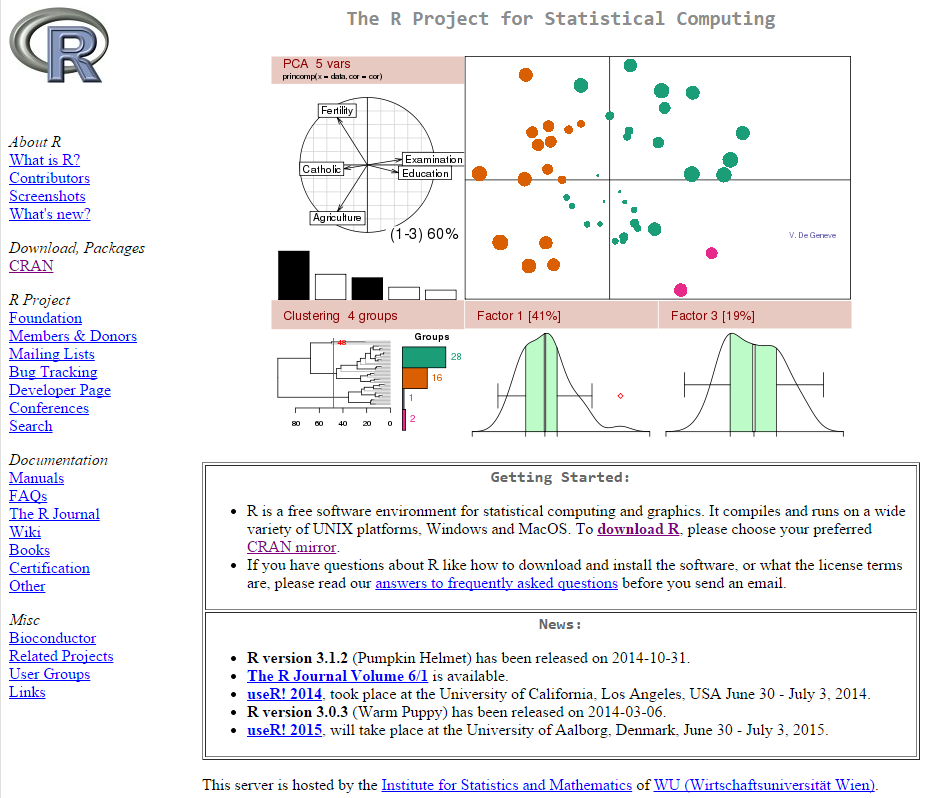 The R Project for Statistical Computing
R
About R
What is R?
Contributors
Screenshots
What's new?
Download, Packages
CRAN
R Project
Foundation
Members & Donors
Mailing Lists
Bug Tracking
Developer Page
Conferences
Search
Documentation
Manuals
FAQs
The R Journal
Wiki
Books
Certification
Other
Misc
Bioconductor
Related Projects
User Groups
Links
PCA 5 vars
princomp(x = data, cor = cor)
Fertility
Examination
Catholic
Education
Agriculture
(1-3) 60%
V. De Geneve
Clustering 4 groups
Factor 1 [41%]
Factor 3 [19%]
Groups
48
28
16
1
2
80 60 40 20 0
Getting Started:
• R is a free software environment for statistical computing and graphics. It compiles and runs on a wide
variety of UNIX platforms, Windows and MacOS. To download R, please choose your preferred
CRAN mirror.
• If you have questions about R like how to download and install the software, or what the license terms
are, please read our answers to frequently asked questions before you send an email.
News:
• R version 3.1.2 (Pumpkin Helmet) has been released on 2014-10-31.
• The R Journal Volume 6/1 is available.
• useR! 2014, took place at the University of California, Los Angeles, USA June 30 - July 3, 2014.
• R version 3.0.3 (Warm Puppy) has been released on 2014-03-06.
• useR! 2015, will take place at the University of Aalborg, Denmark, June 30 - July 3, 2015.
This server is hosted by the Institute for Statistics and Mathematics of WU (Wirtschaftsuniversität Wien).